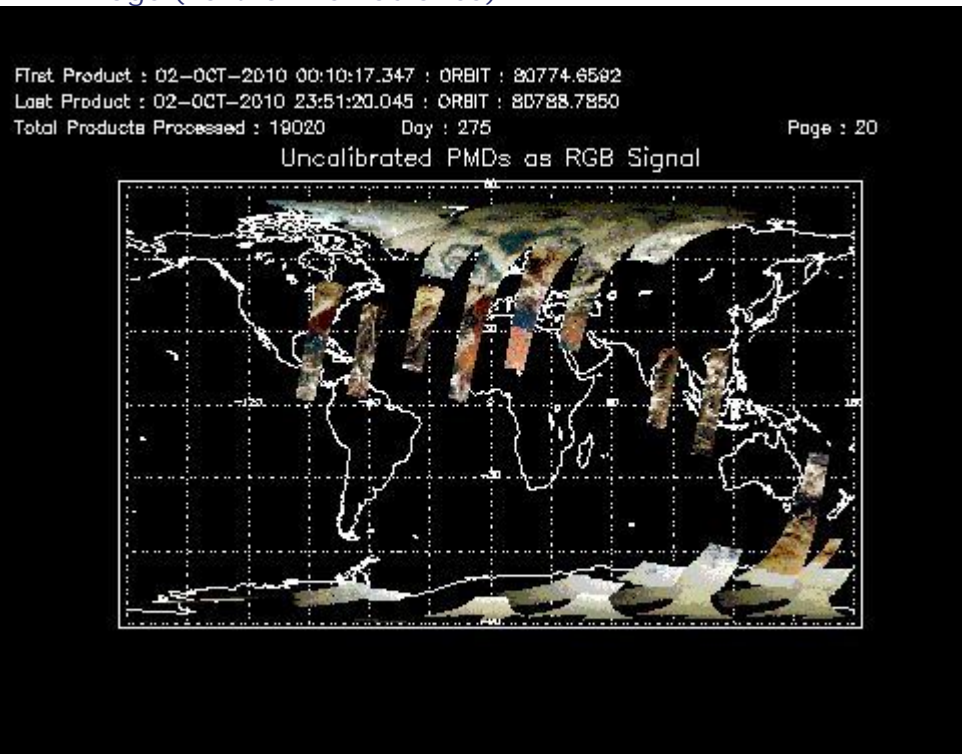 First Product : 02-OCT-2010 00:10:17.347 : ORBIT : 80774.6592
Last Product : 02-OCT-2010 23:51:20.045 : ORBIT : 80788.7850
Total Products Processed : 19020 Day : 275 Page : 20
Uncalibrated PMDs as RGB Signal